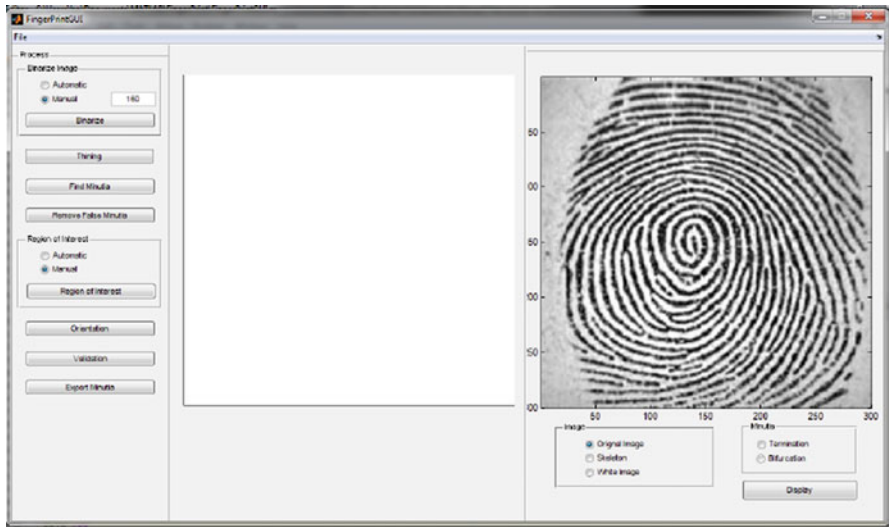 FingerPrintGUI
File
Process
Binarize Image
Automatic
Manual 160
Binarize
Thining
Find Minutia
Remove False Minutia
Region of Interest
Automatic
Manual
Region of Interest
Orientation
Validation
Export Minutia
50
00
50
00
50
00
50 100 150 200 250 300
Image
Orignal Image
Skeleton
White Image
Minutia
Termination
Bifurcation
Display